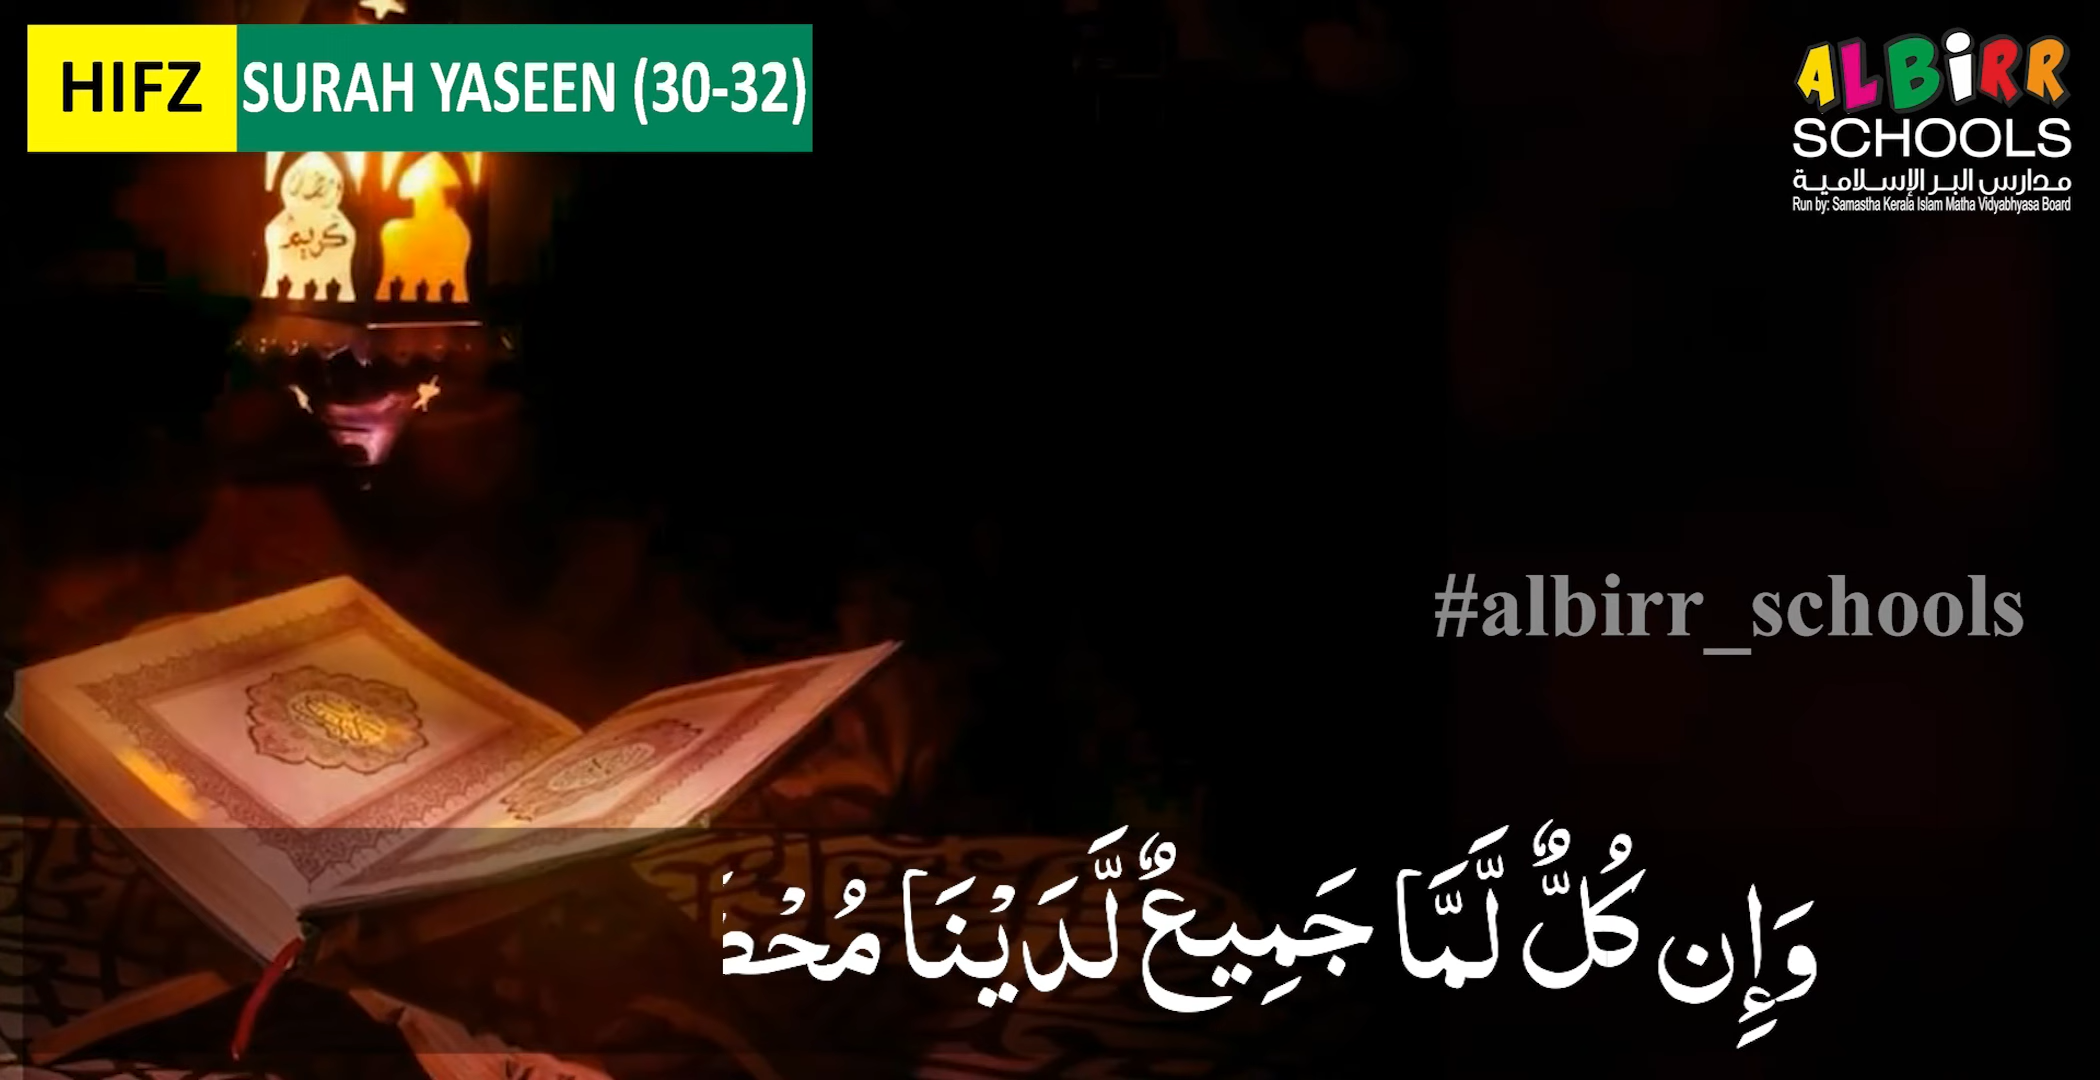 HIFZ SURAH YASEEN (30-32)
ALBiRR
SCHOOLS
مدارس البر الإسلامية
Run by: Samastha Kerala Islam Matha Vidyabhyasa Board
كريم
#albirr_schools
وَإِن كُلٌّ لَّمَّا جَمِيعٌ لَّدَيْنَا